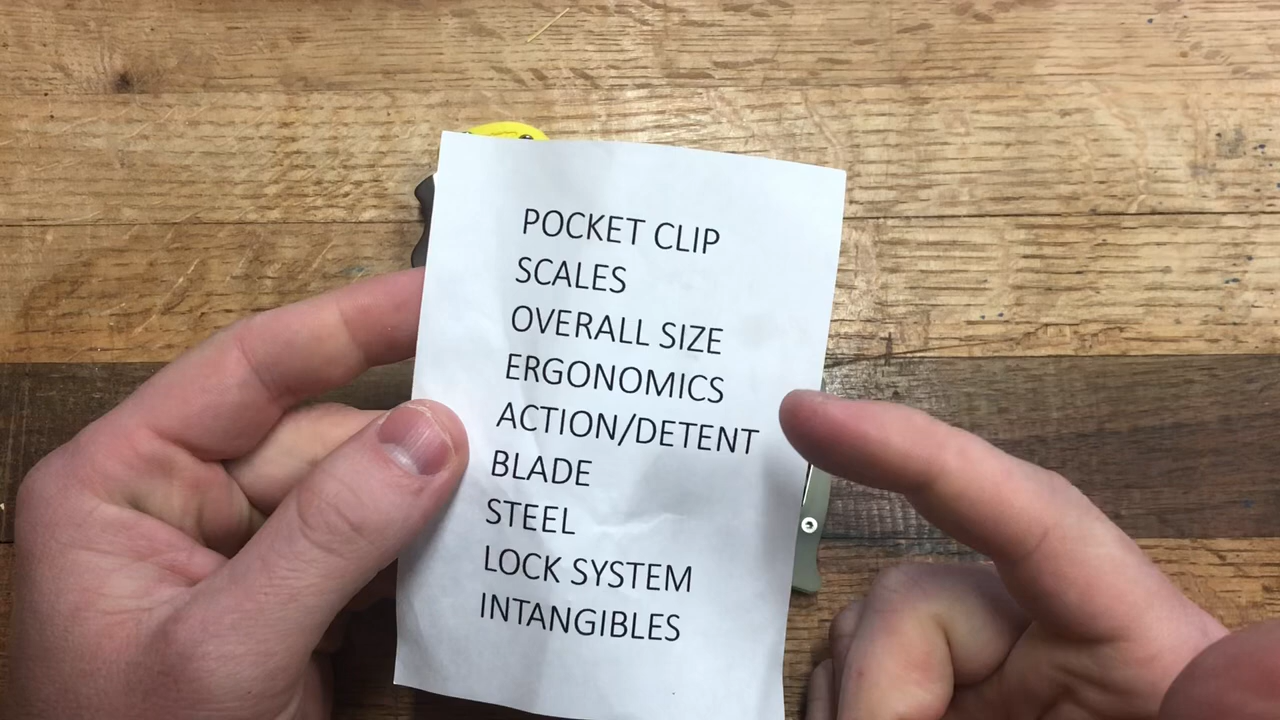 POCKET CLIP
SCALES
OVERALL SIZE
ERGONOMICS
ACTION/DETENT
BLADE
STEEL
LOCK SYSTEM
INTANGIBLES